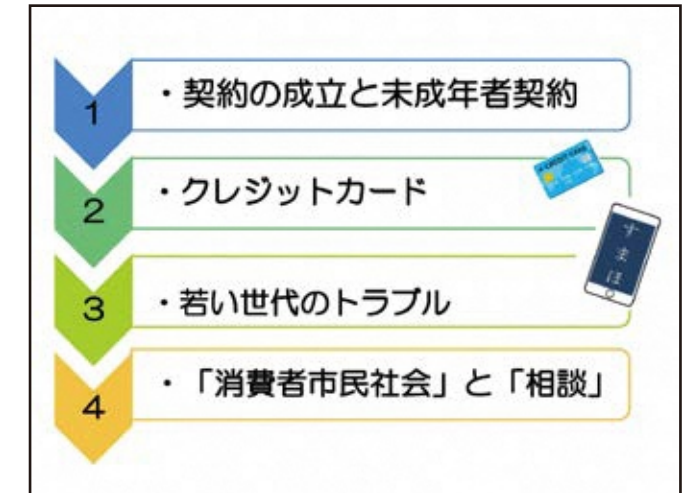 1
・契約の成立と未成年者契約
2
・クレジットカード
CREDIT CARD
3
・若い世代のトラブル
すまほ
4
・「消費者市民社会」と「相談」